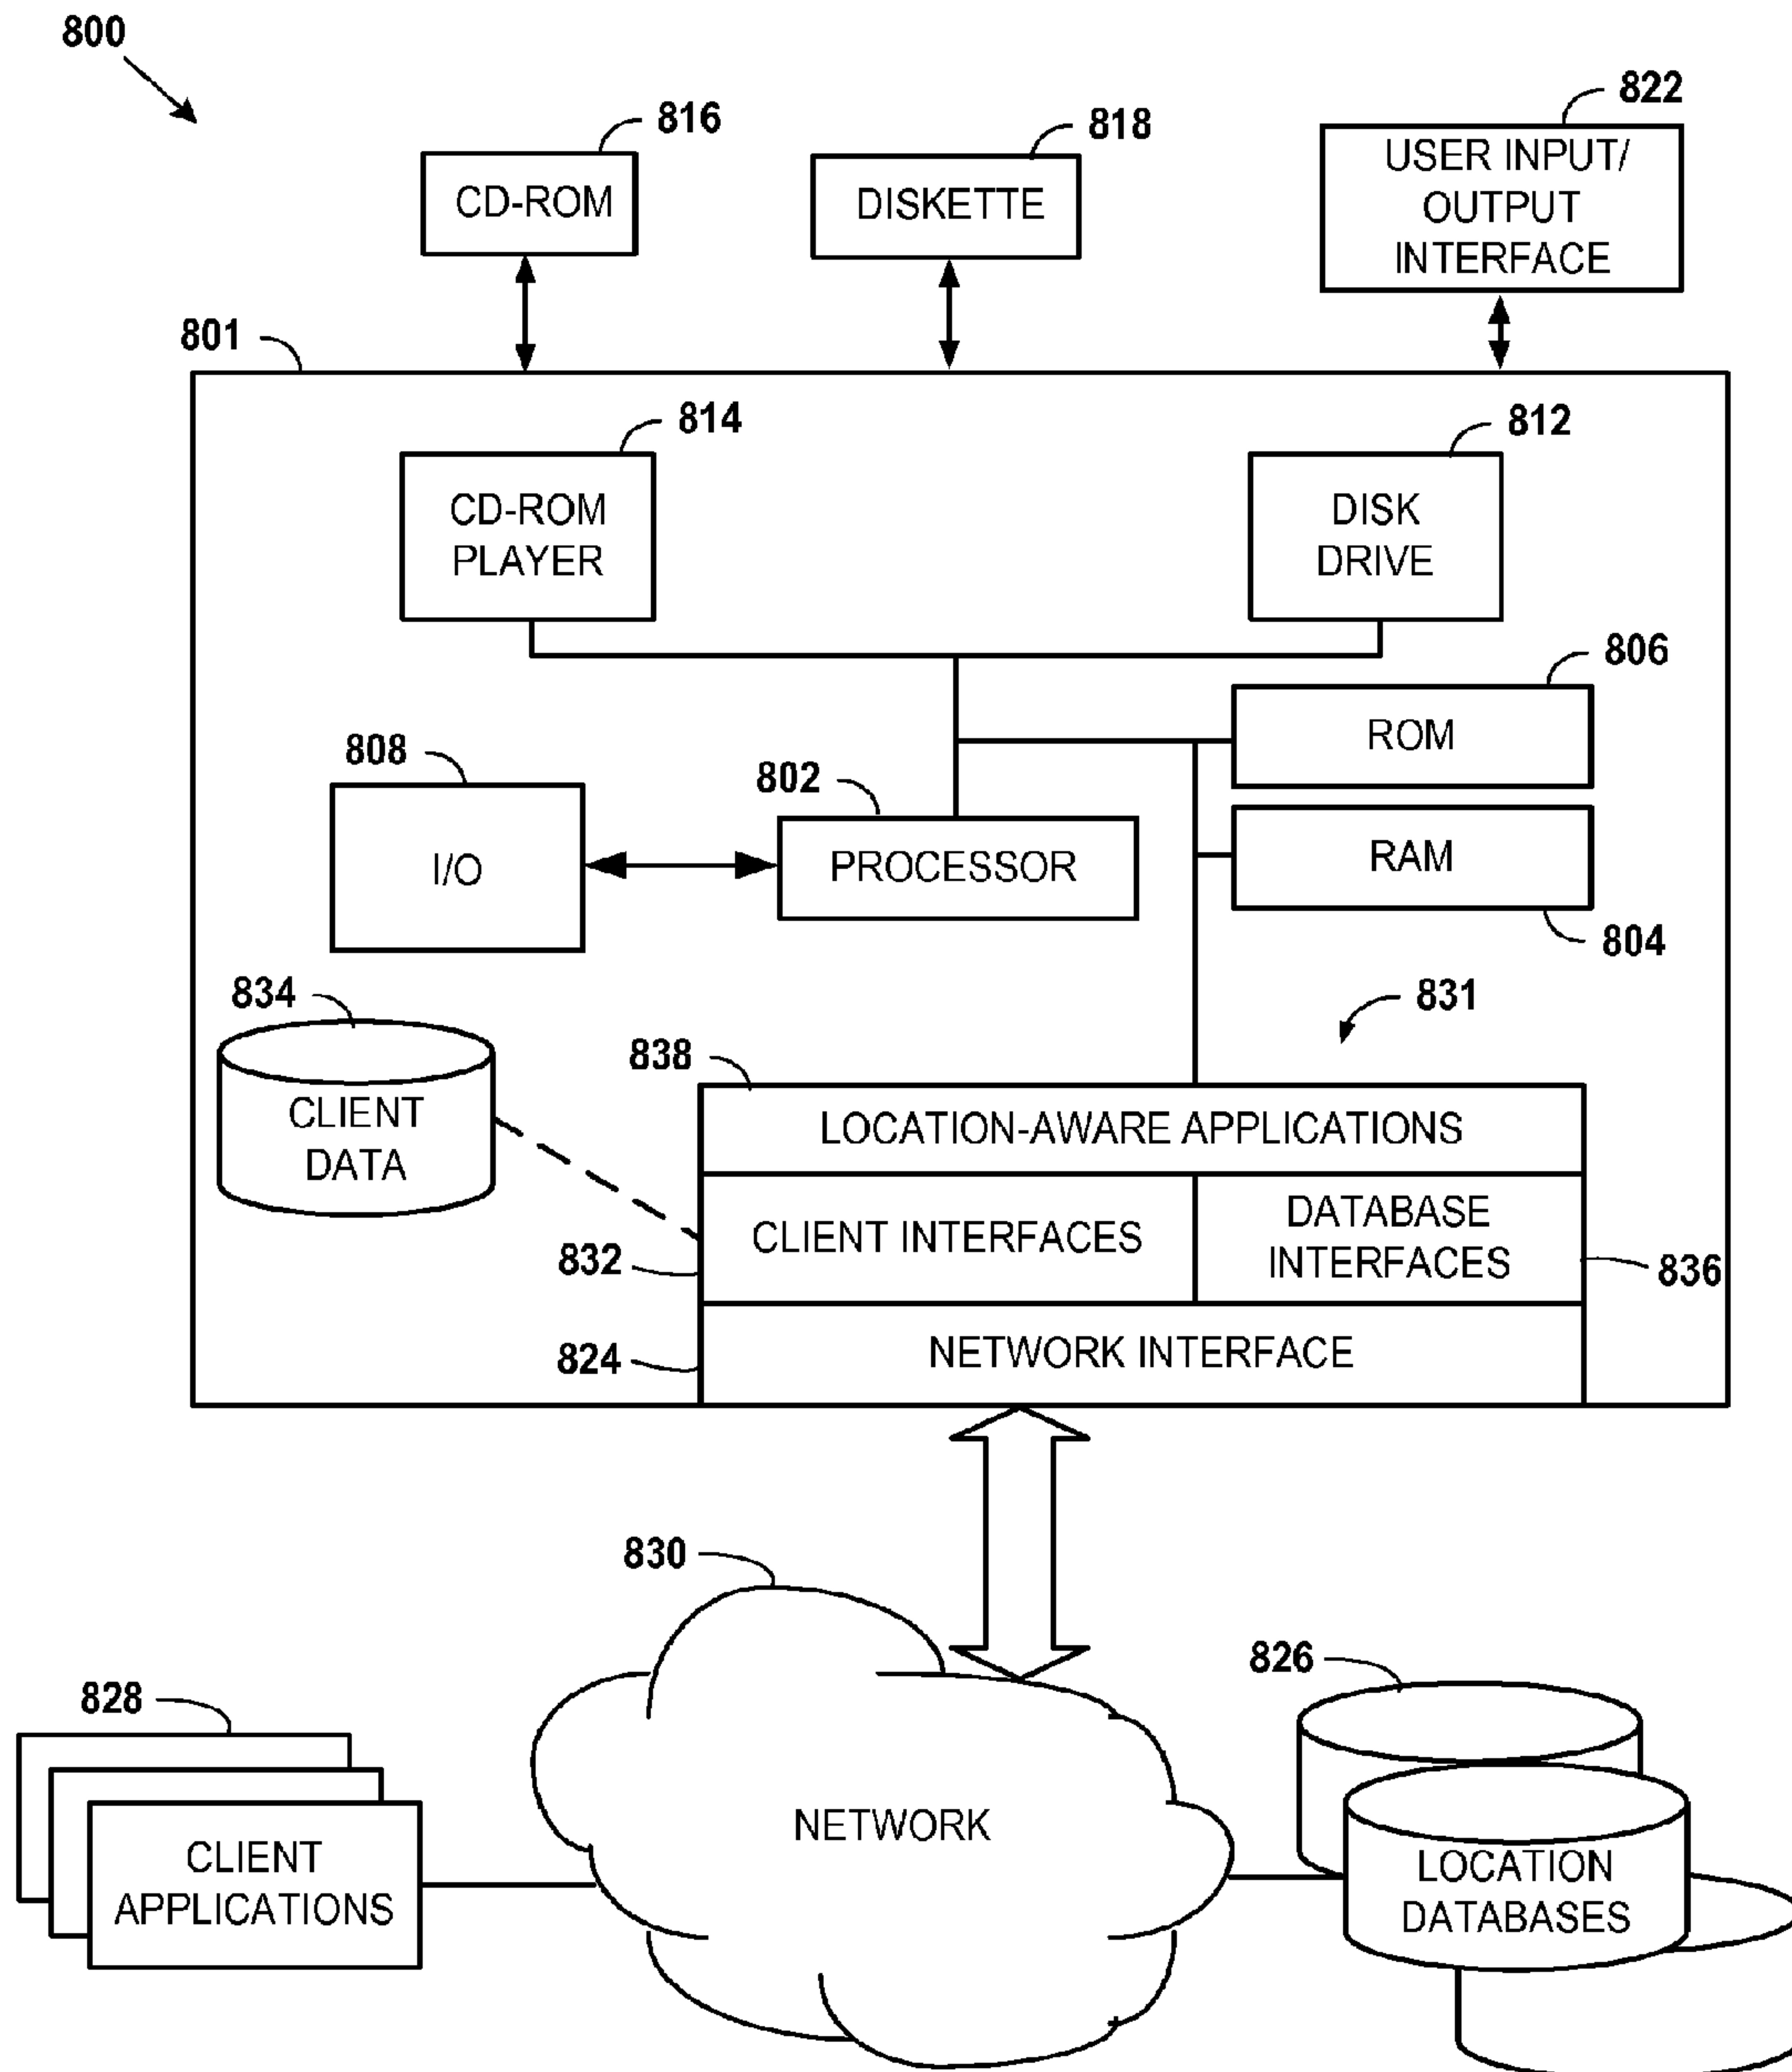 800
816
CD-ROM
818
DISKETTE
822
USER INPUT/
OUTPUT
INTERFACE
801
814
CD-ROM
PLAYER
812
DISK
DRIVE
806
ROM
808
I/O
802
PROCESSOR
RAM
804
834
CLIENT
DATA
831
838
LOCATION-AWARE APPLICATIONS
CLIENT INTERFACES
832
DATABASE
INTERFACES
836
824
NETWORK INTERFACE
830
NETWORK
828
CLIENT
APPLICATIONS
826
LOCATION
DATABASES